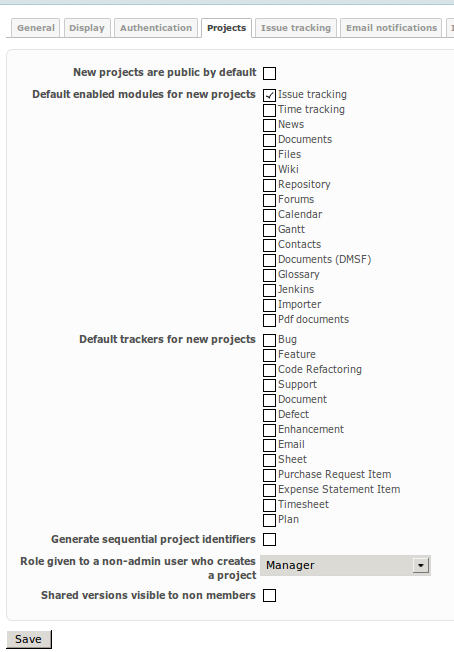 General Display Authentication Projects Issue tracking Email notifications
New projects are public by default
Default enabled modules for new projects Issue tracking
Time tracking
News
Documents
Files
Wiki
Repository
Forums
Calendar
Gantt
Contacts
Documents (DMSF)
Glossary
Jenkins
Importer
Pdf documents
Default trackers for new projects Bug
Feature
Code Refactoring
Support
Document
Defect
Enhancement
Email
Sheet
Purchase Request Item
Expense Statement Item
Timesheet
Plan
Generate sequential project identifiers
Role given to a non-admin user who creates
a project
Manager
Shared versions visible to non members
Save